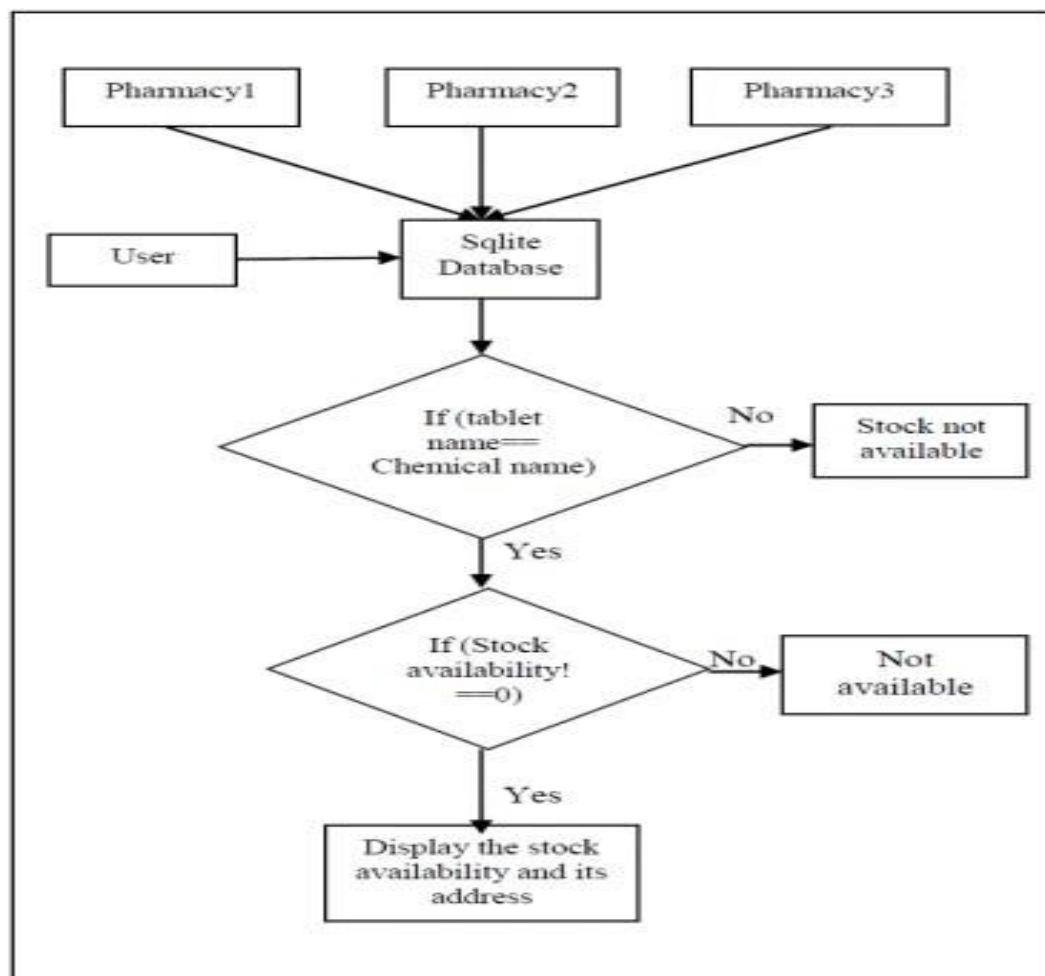 Pharmacy1
Pharmacy2
Pharmacy3
User
Sqlite
Database
If (tablet
name==
Chemical name)
No
Stock not
available
Yes
If (Stock
availability!
==0)
No
Not
available
Yes
Display the stock
availability and its
address